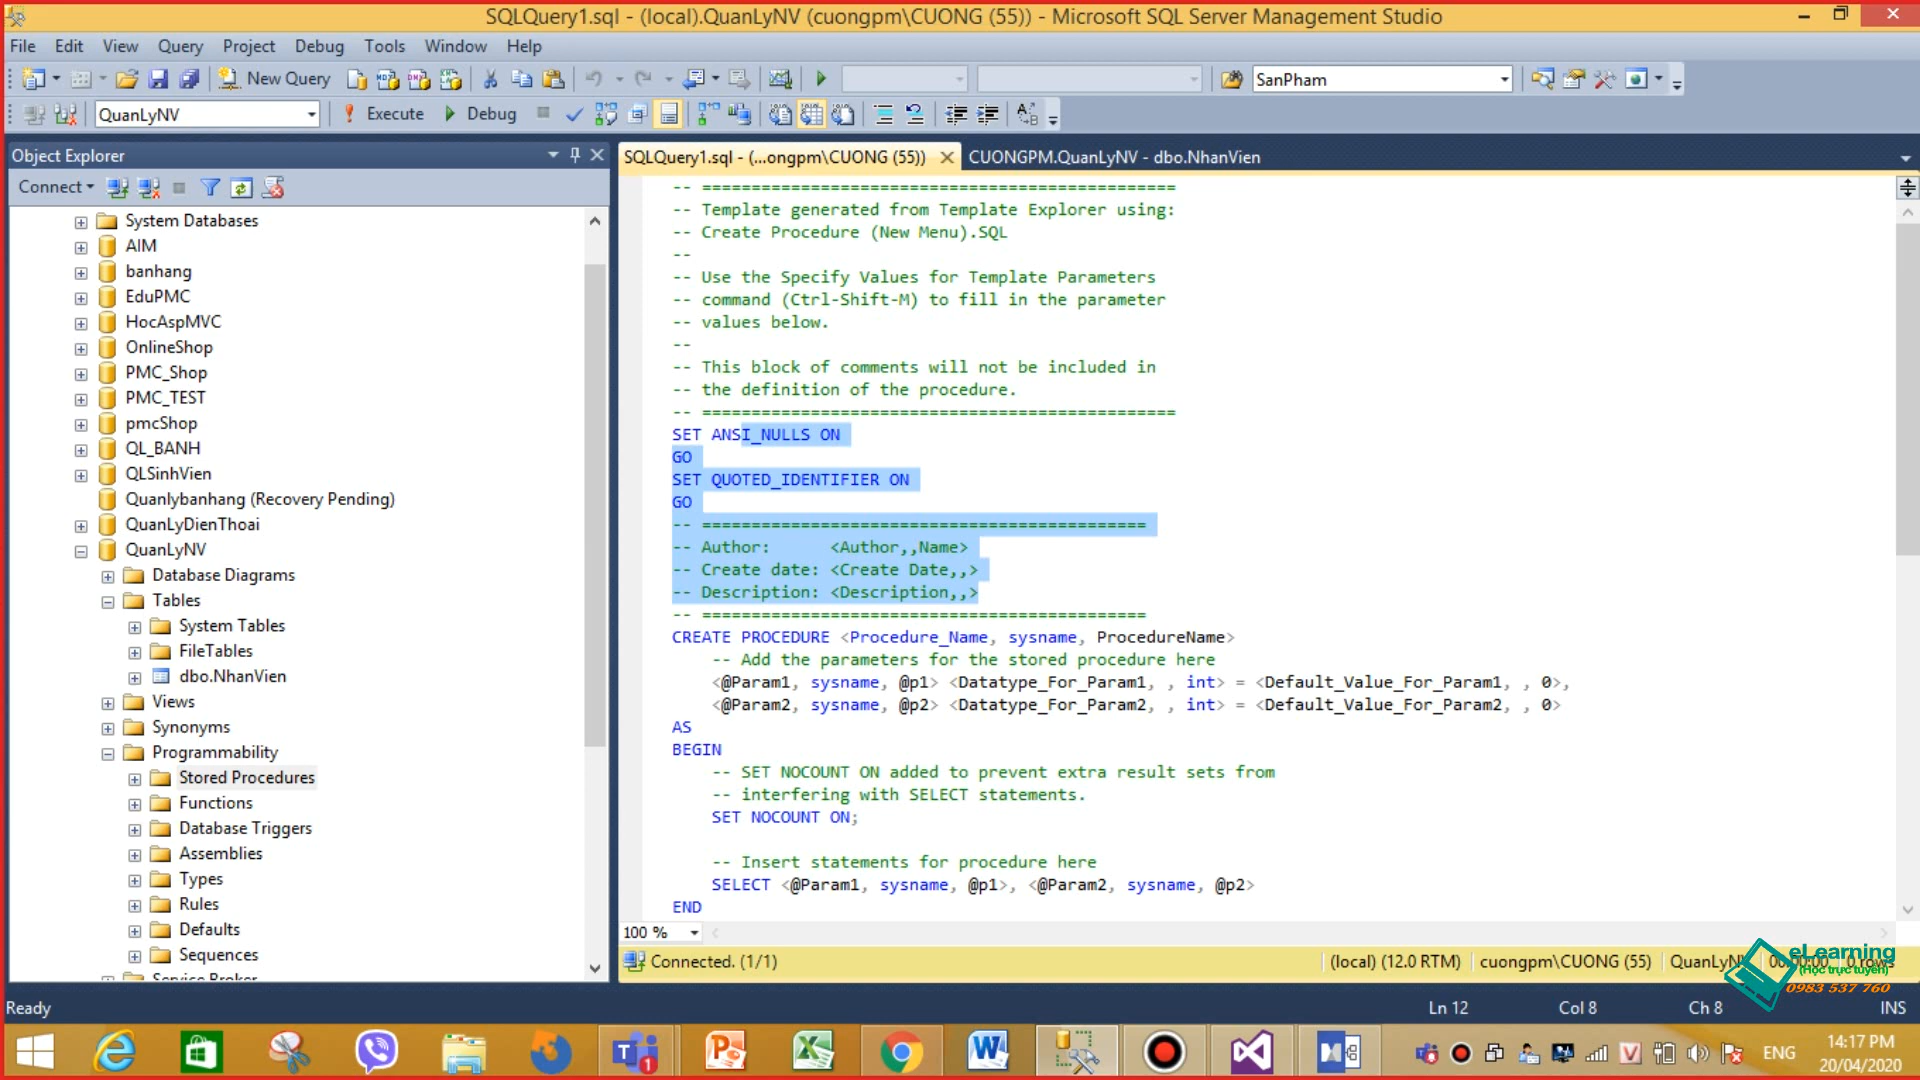 SQLQuery1.sql - (local).QuanLyNV (cuongpm\CUONG (55)) - Microsoft SQL Server Management Studio
File Edit View Query Project Debug Tools Window Help
New Query SanPham
QuanLyNV Execute Debug
Object Explorer
Connect
System Databases
AIM
banhang
EduPMC
HocAspMVC
OnlineShop
PMC_Shop
PMC_TEST
pmcShop
QL_BANH
QLSinhVien
Quanlybanhang (Recovery Pending)
QuanLyDienThoai
QuanLyNV
Database Diagrams
Tables
System Tables
FileTables
dbo.NhanVien
Views
Synonyms
Programmability
Stored Procedures
Functions
Database Triggers
Assemblies
Types
Rules
Defaults
Sequences
Service Broker
SQLQuery1.sql - (...ongpm\CUONG (55)) CUONGPM.QuanLyNV - dbo.NhanVien
-- ================================================
-- Template generated from Template Explorer using:
-- Create Procedure (New Menu).SQL
--
-- Use the Specify Values for Template Parameters
-- command (Ctrl-Shift-M) to fill in the parameter
-- values below.
--
-- This block of comments will not be included in
-- the definition of the procedure.
-- ================================================
SET ANSI_NULLS ON
GO
SET QUOTED_IDENTIFIER ON
GO
-- =============================================
-- Author:      <Author,,Name>
-- Create date: <Create Date,,>
-- Description: <Description,,>
-- =============================================
CREATE PROCEDURE <Procedure_Name, sysname, ProcedureName>
-- Add the parameters for the stored procedure here
<@Param1, sysname, @p1> <Datatype_For_Param1, , int> = <Default_Value_For_Param1, , 0>,
<@Param2, sysname, @p2> <Datatype_For_Param2, , int> = <Default_Value_For_Param2, , 0>
AS
BEGIN
-- SET NOCOUNT ON added to prevent extra result sets from
-- interfering with SELECT statements.
SET NOCOUNT ON;
-- Insert statements for procedure here
SELECT <@Param1, sysname, @p1>, <@Param2, sysname, @p2>
END
100 %
Connected. (1/1) (local) (12.0 RTM) cuongpm\CUONG (55) QuanLyNV 00:00:00 0 rows
eLearning
(Học trực tuyến)
0983 537 760
Ready Ln 12 Col 8 Ch 8 INS
ENG 14:17 PM
20/04/2020